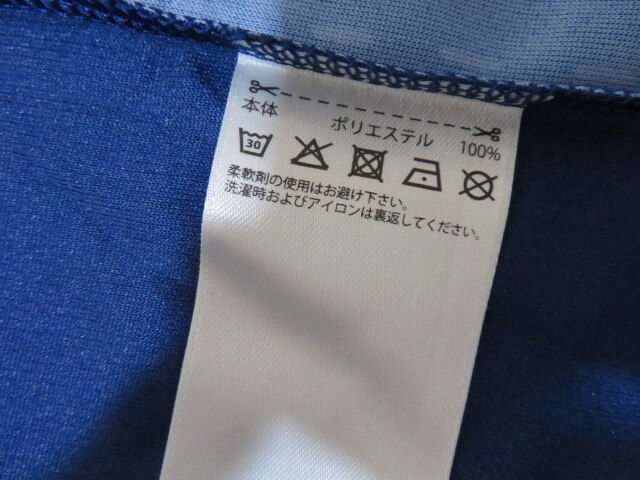 本体 ポリエステル 100%
30
柔軟剤の使用はお避け下さい。
洗濯時およびアイロンは裏返してください。